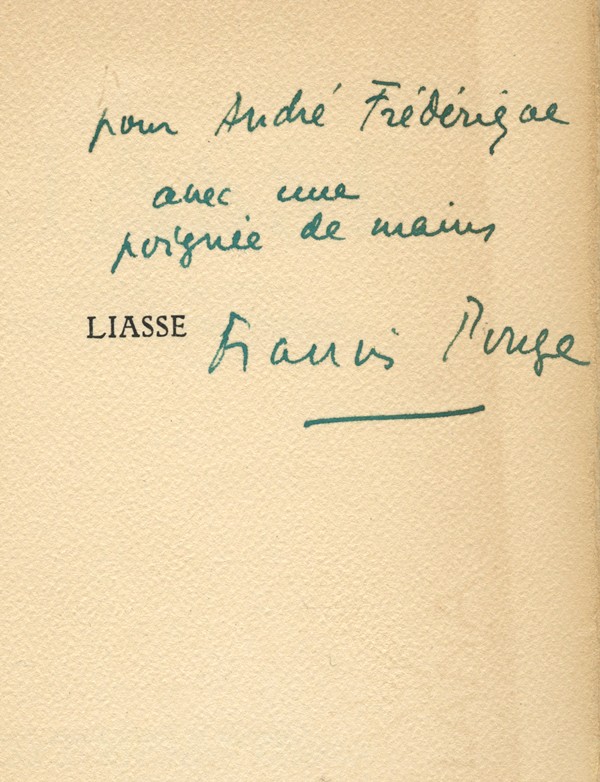 pour André Frédérique
avec une
poignée de mains
LIASSE
Francis Ponge